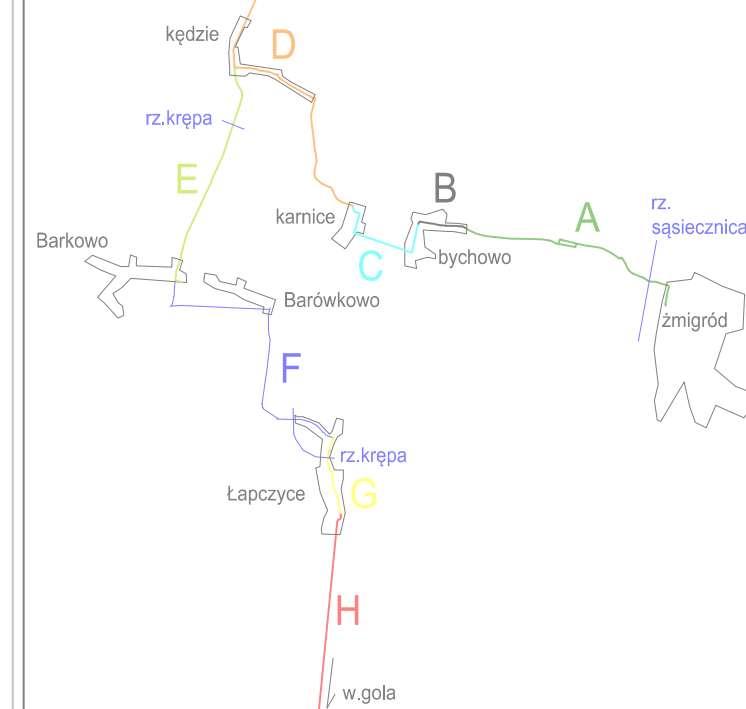 kędzie
D
rz.krępa
E
B
karnice
rz.
sąsiecznica
A
Barkowo
C
bychowo
Barówkowo
żmigród
F
rz.krępa
Łapczyce
G
H
w.gola